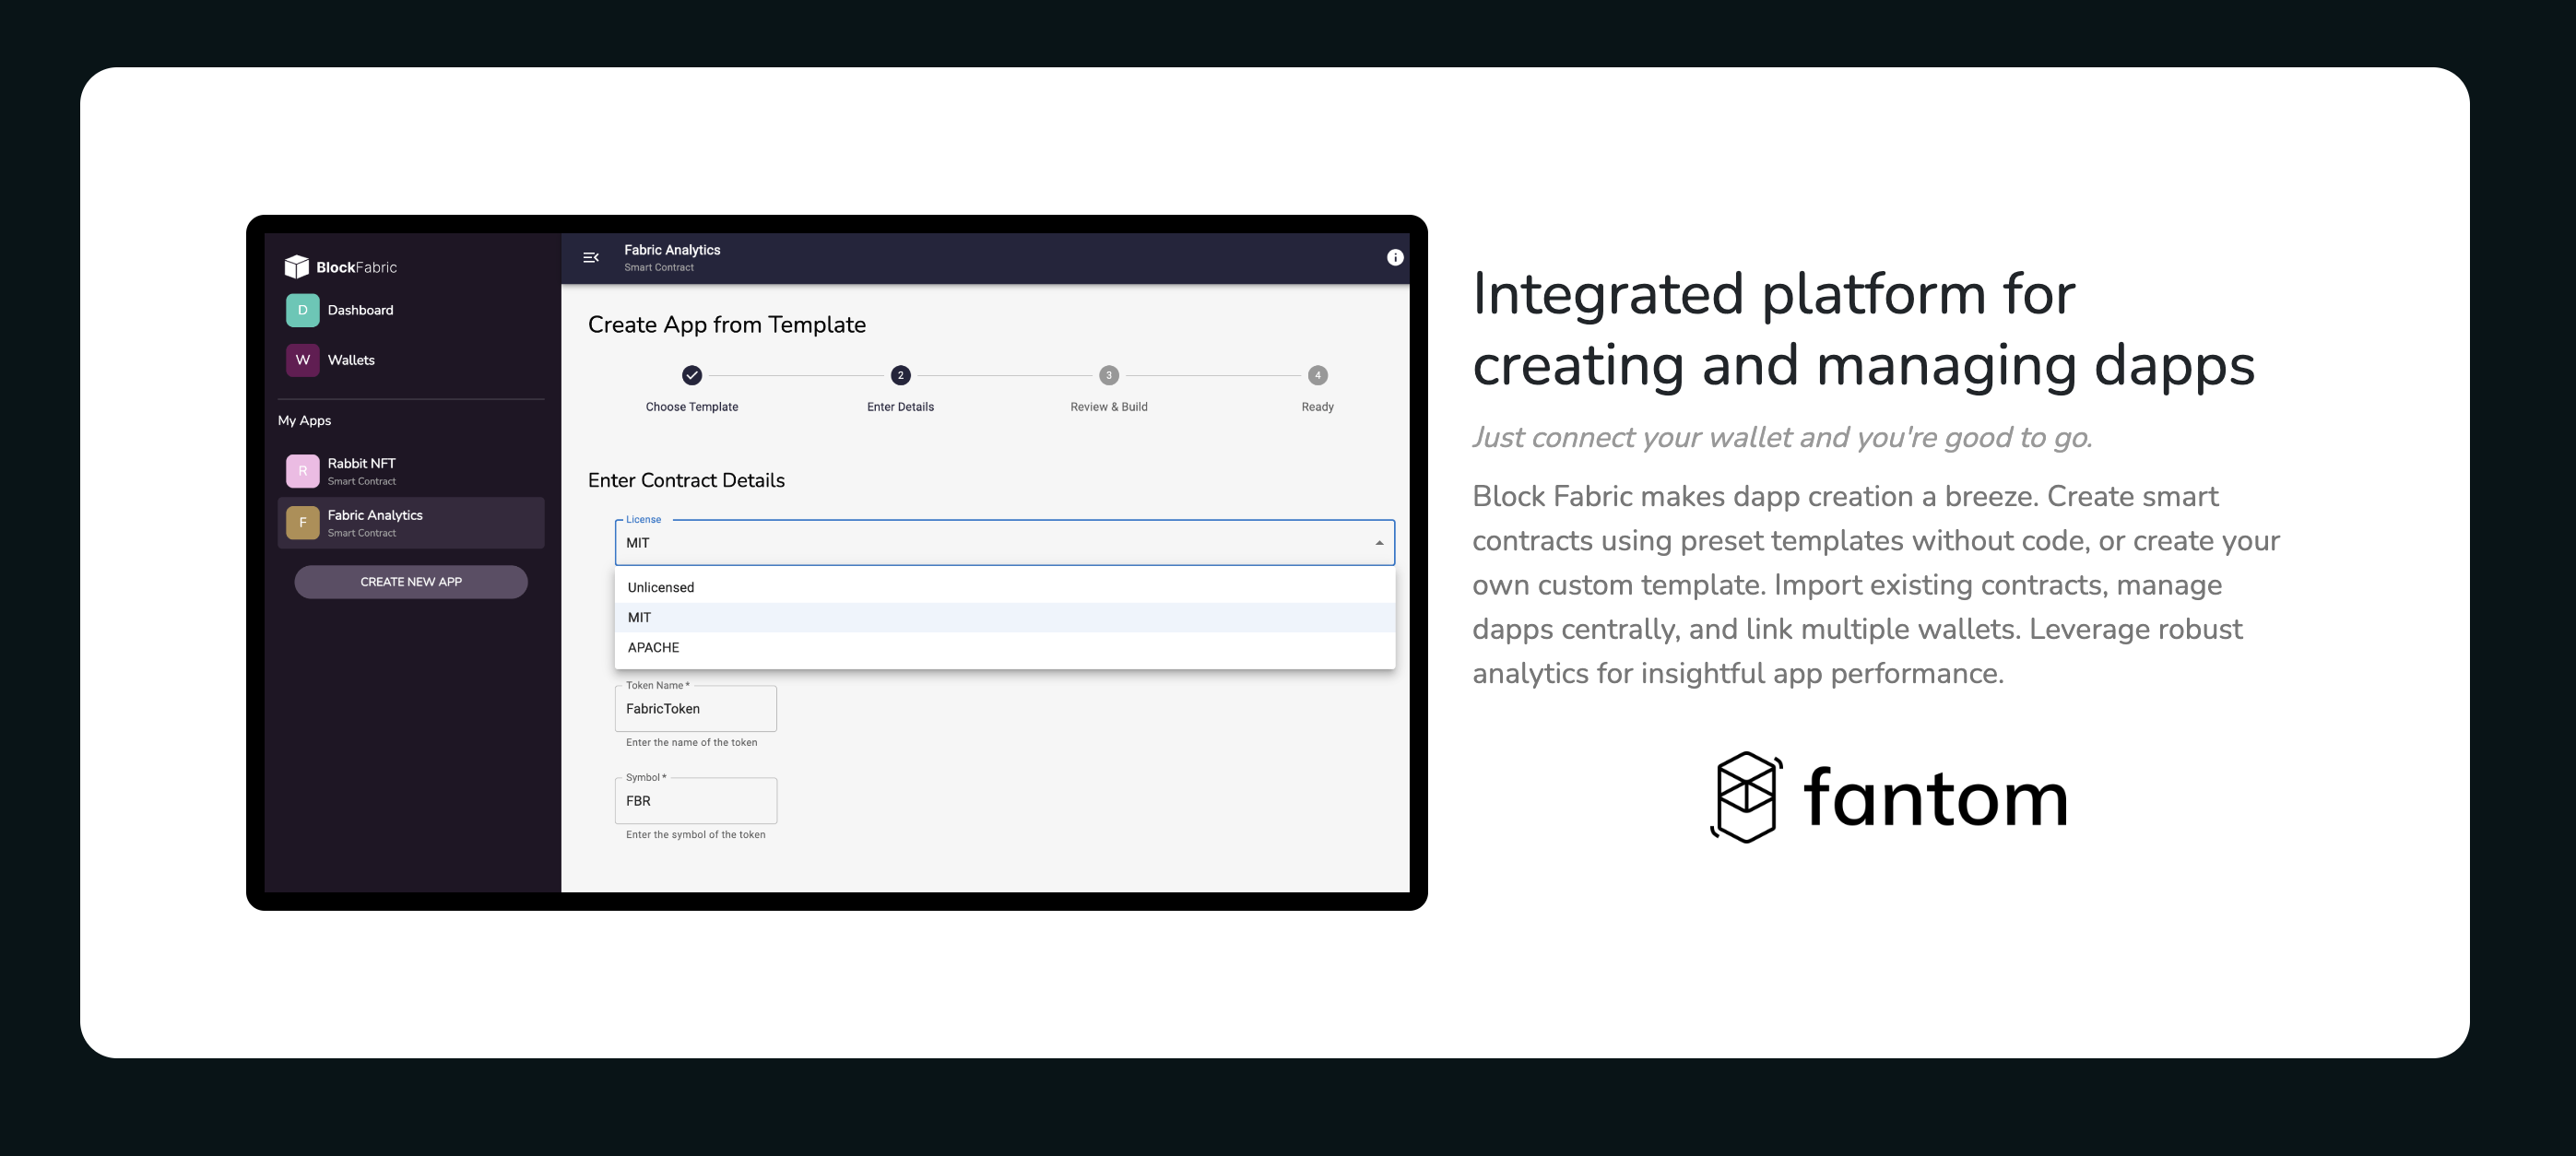 BlockFabric
D Dashboard
W Wallets
My Apps
R Rabbit NFT
Smart Contract
F Fabric Analytics
Smart Contract
CREATE NEW APP
Fabric Analytics
Smart Contract
Create App from Template
2 3 4
Choose Template Enter Details Review & Build Ready
Enter Contract Details
License
MIT
Unlicensed
MIT
APACHE
Token Name *
FabricToken
Enter the name of the token
Symbol *
FBR
Enter the symbol of the token
Integrated platform for
creating and managing dapps
Just connect your wallet and you're good to go.
Block Fabric makes dapp creation a breeze. Create smart
contracts using preset templates without code, or create your
own custom template. Import existing contracts, manage
dapps centrally, and link multiple wallets. Leverage robust
analytics for insightful app performance.
fantom